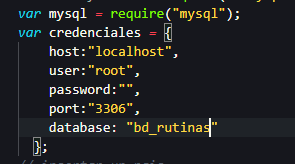 var mysql = require("mysql");
var credenciales = {
host:"localhost",
user:"root",
password:"",
port:"3306",
database: "bd_rutinas"
};